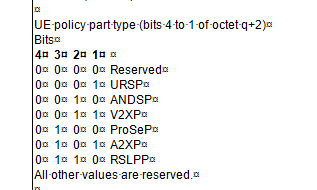 UE policy part type (bits 4 to 1 of octet q+2)
Bits
4 3 2 1
0 0 0 0 Reserved
0 0 0 1 URSP
0 0 1 0 ANDSP
0 0 1 1 V2XP
0 1 0 0 ProSeP
0 1 0 1 A2XP
0 1 1 0 RSLPP
All other values are reserved.